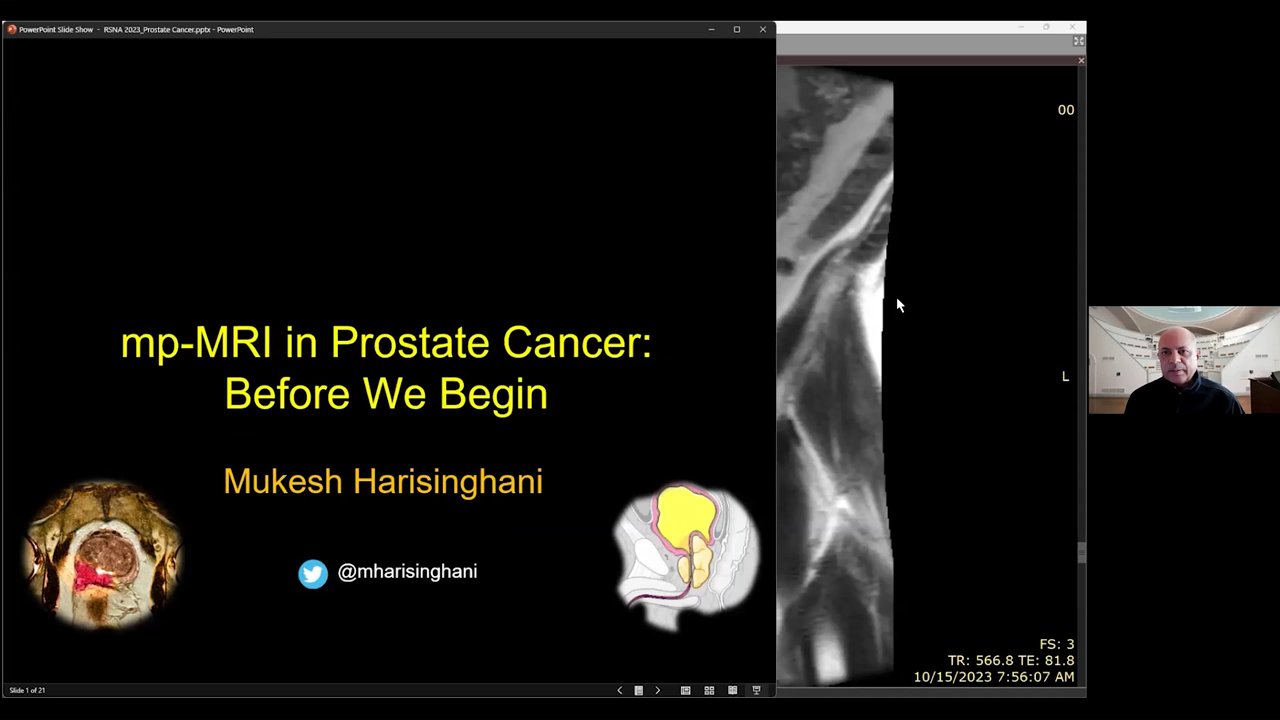 PowerPoint Slide Show - RSNA 2023_Prostate Cancer.pptx - PowerPoint
00
mp-MRI in Prostate Cancer:
Before We Begin
L
Mukesh Harisinghani
@mharisinghani
FS: 3
TR: 566.8 TE: 81.8
10/15/2023 7:56:07 AM
Slide 1 of 21